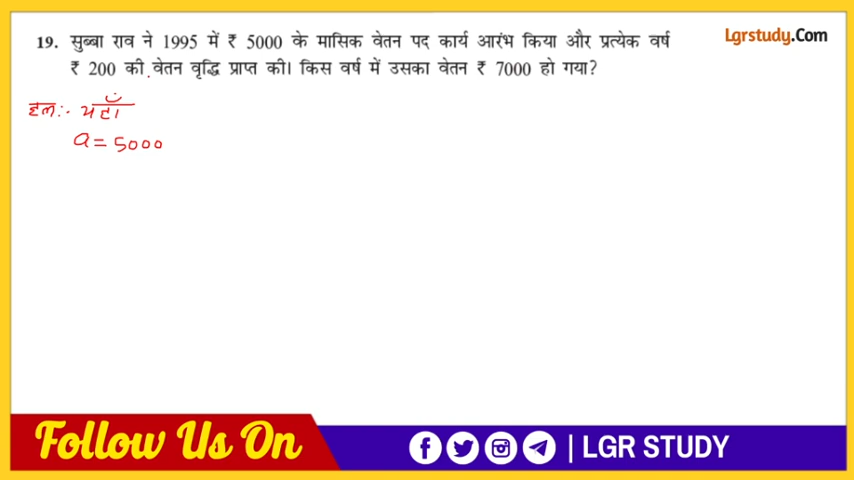 Lgrstudy.Com
19. सुब्बा राव ने 1995 में ₹ 5000 के मासिक वेतन पद कार्य आरंभ किया और प्रत्येक वर्ष
₹ 200 की वेतन वृद्धि प्राप्त की। किस वर्ष में उसका वेतन ₹ 7000 हो गया?
हल:- यहाँ
a = 5000
Follow Us On
| LGR STUDY